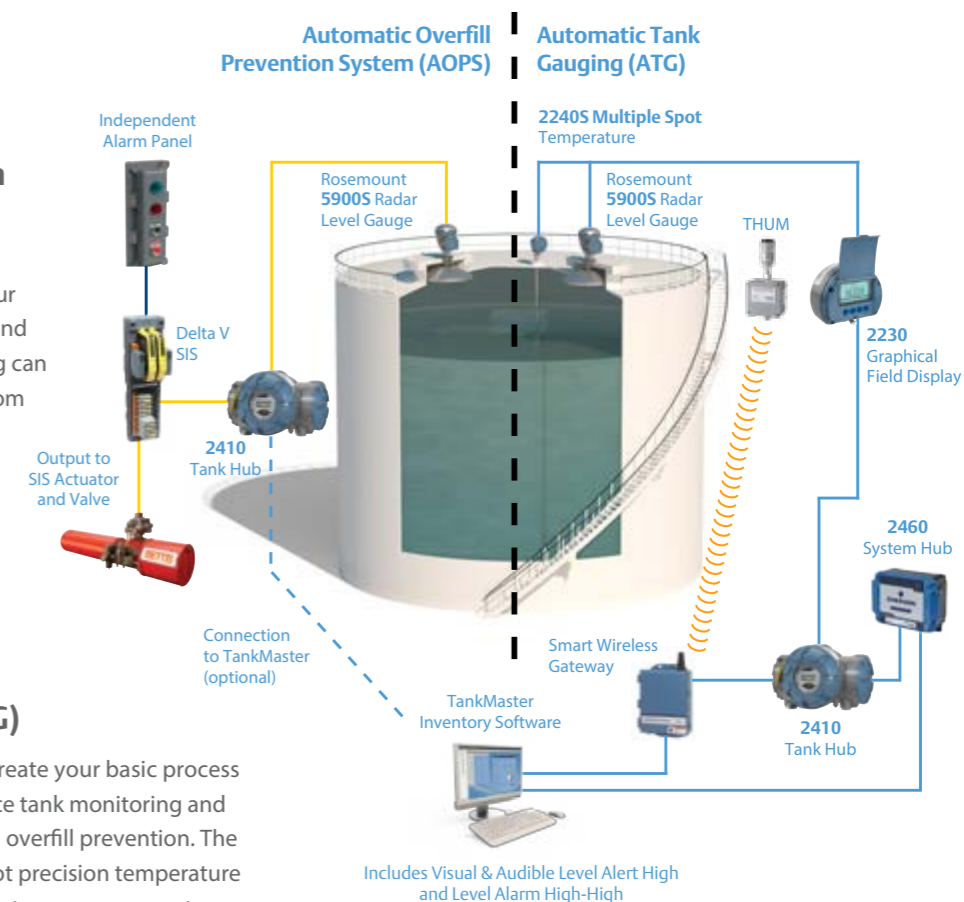 Automatic Overfill
Prevention System (AOPS)
Automatic Tank
Gauging (ATG)
2240S Multiple Spot
Temperature
Independent
Alarm Panel
Rosemount
5900S Radar
Level Gauge
Rosemount
5900S Radar
Level Gauge
THUM
ur
nd
g can
om
Delta V
SIS
2230
Graphical
Field Display
2410
Tank Hub
Output to
SIS Actuator
and Valve
BETTIS
2460
System Hub
Connection
to TankMaster
(optional)
Smart Wireless
Gateway
TankMaster
Inventory Software
2410
Tank Hub
G)
reate your basic process
ce tank monitoring and
overfill prevention. The
ot precision temperature
Includes Visual & Audible Level Alert High
and Level Alarm High-High